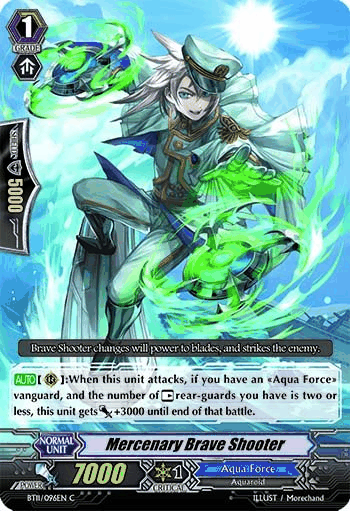 1
GRADE
SHIELD 5000
Brave Shooter changes will power to blades, and strikes the enemy.
AUTO [ ]:When this unit attacks, if you have an «Aqua Force»
vanguard, and the number of rear-guards you have is two or
less, this unit gets +3000 until end of that battle.
NORMAL
UNIT
Mercenary Brave Shooter
POWER 7000
1
CRITICAL
Aqua Force
Aquaroid
BT11/096EN C
ILLUST / Morechand